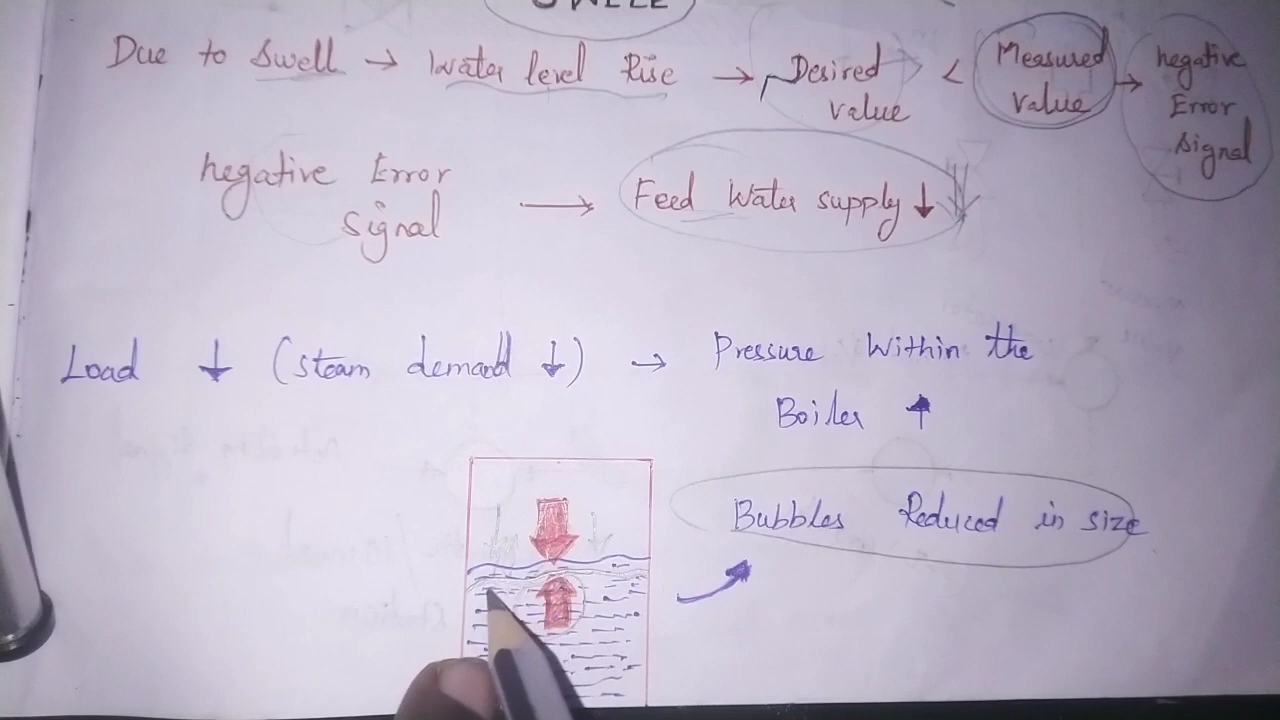 SWELL
Due to Swell → Water level Rise → Desired value < Measured value → negative Error signal
negative Error signal → Feed Water supply ↓
Load ↓ (steam demand ↓) → Pressure Within the
Boiler ↑
Bubbles Reduced in size